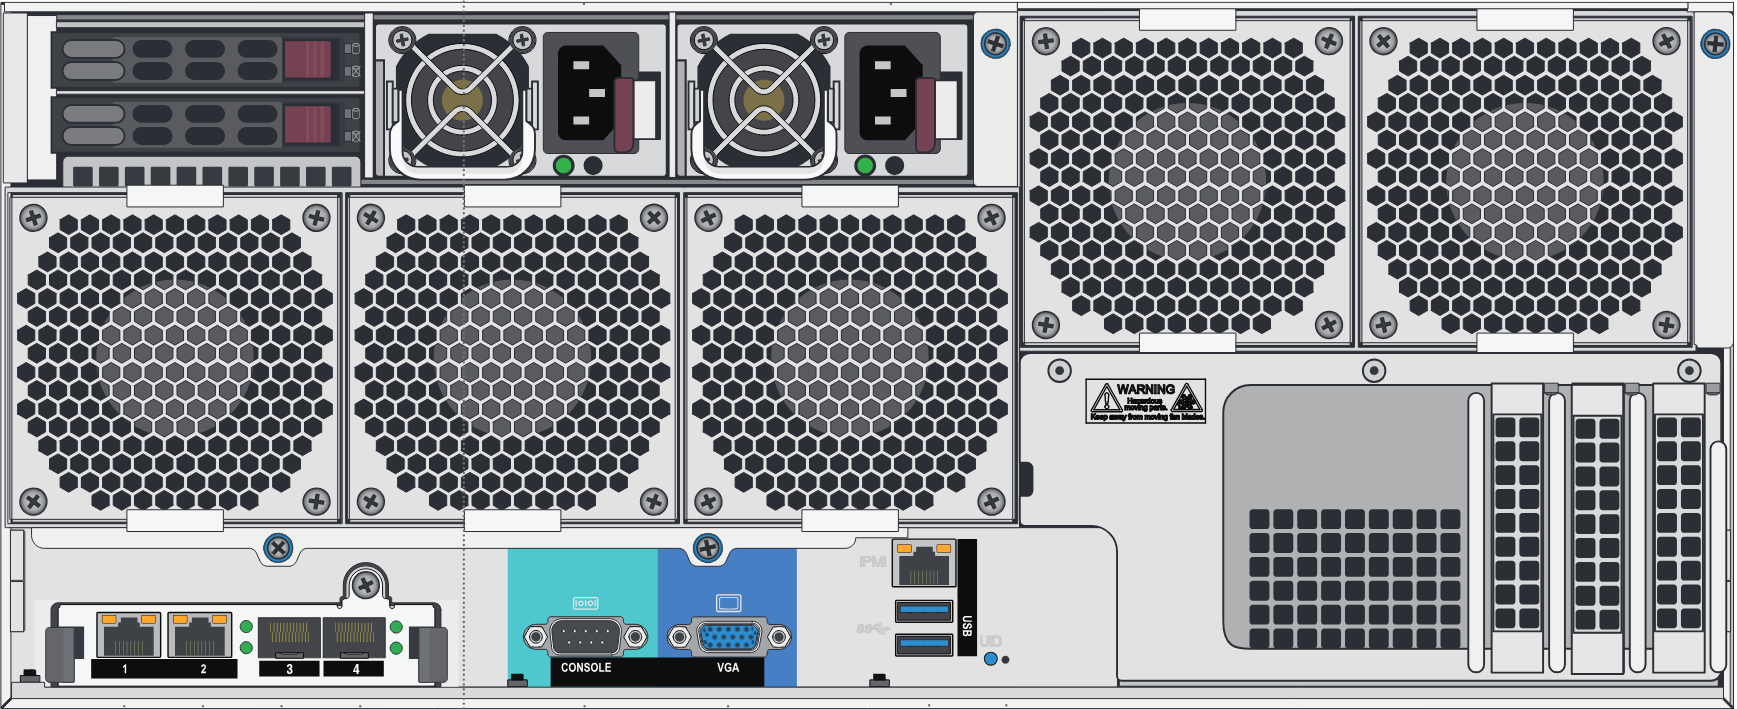 WARNING
Hazardous
moving parts.
Keep away from moving fan blades.
IPMI
IOIOI
USB
UID
1
2
3
4
CONSOLE
VGA